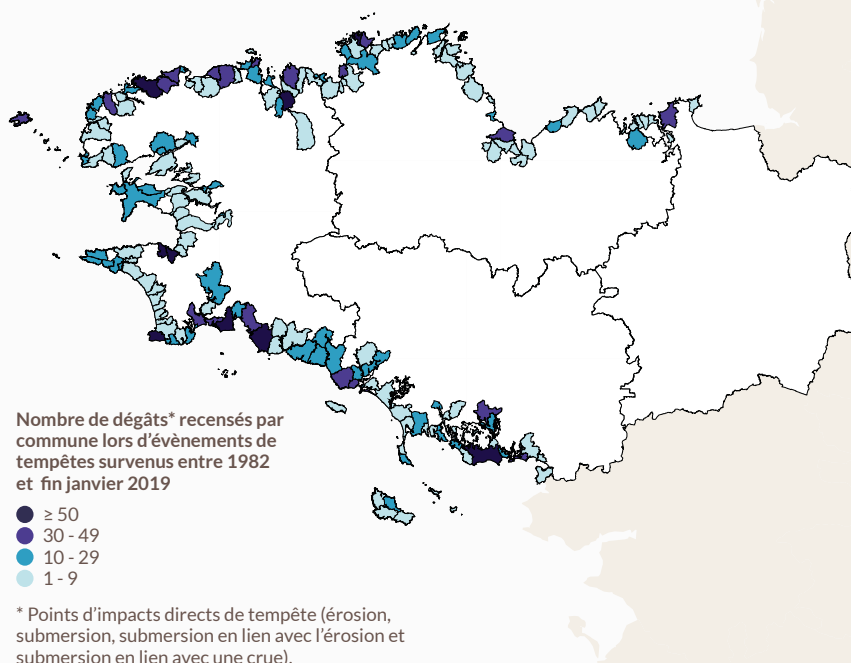 Nombre de dégâts* recensés par
commune lors d’évènements de
tempêtes survenus entre 1982
et fin janvier 2019
≥ 50
30 - 49
10 - 29
1 - 9
* Points d’impacts directs de tempête (érosion,
submersion, submersion en lien avec l’érosion et
submersion en lien avec une crue).